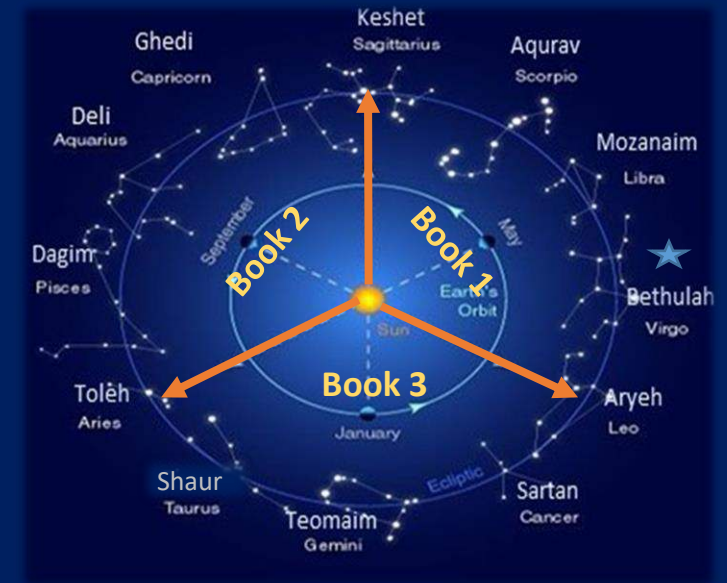 Keshet
Sagittarius
Ghedi
Capricorn
Aqurav
Scorpio
Deli
Aquarius
Mozanaim
Libra
September
Book 2
Book 1
May
Dagim
Pisces
Earth's
Orbit
Bethulah
Virgo
Sun
Book 3
Toleh
Aries
Aryeh
Leo
January
Shaur
Taurus
Ecliptic
Sartan
Cancer
Teomaim
Gemini